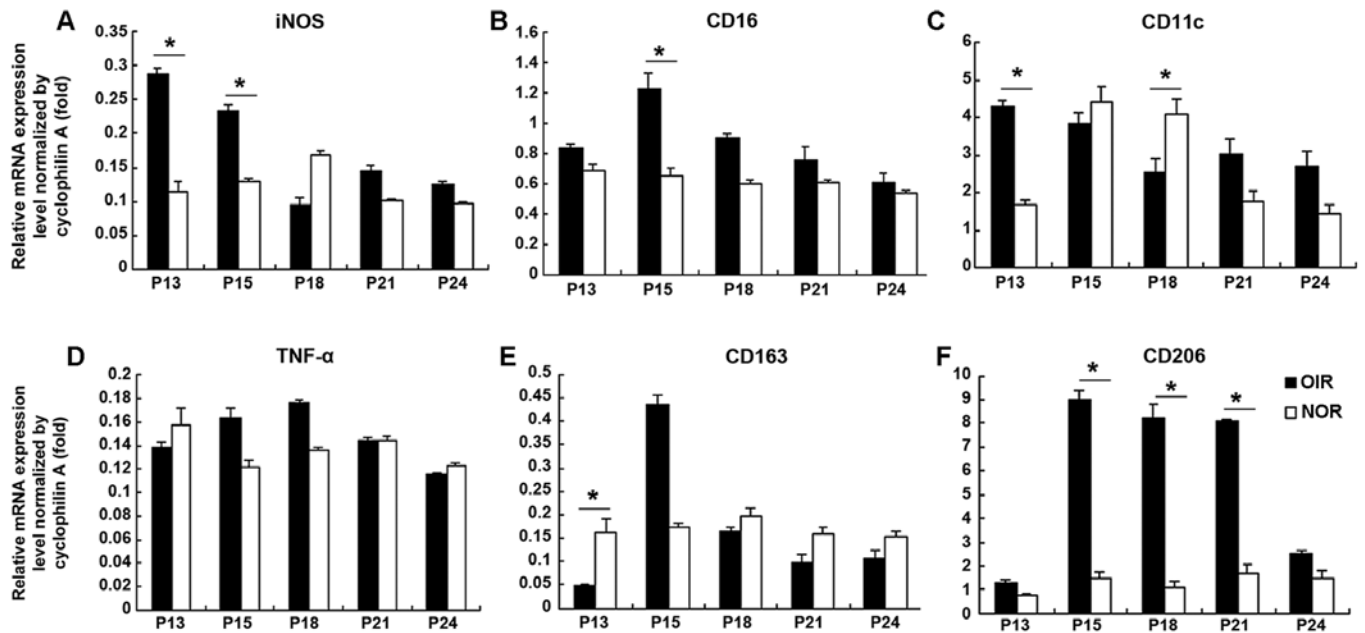 A
iNOS
Relative mRNA expression
level normalized by
cyclophilin A (fold)
0.35
0.3
0.25
0.2
0.15
0.1
0.05
0
*
*
P13 P15 P18 P21 P24
B
CD16
1.6
1.4
1.2
1
0.8
0.6
0.4
0.2
0
*
P13 P15 P18 P21 P24
C
CD11c
6
5
4
3
2
1
0
*
*
P13 P15 P18 P21 P24
D
TNF-α
Relative mRNA expression
level normalized by
cyclophilin A (fold)
0.2
0.18
0.16
0.14
0.12
0.1
0.08
0.06
0.04
0.02
0
P13 P15 P18 P21 P24
E
CD163
0.5
0.45
0.4
0.35
0.3
0.25
0.2
0.15
0.1
0.05
0
*
P13 P15 P18 P21 P24
F
CD206
10
9
8
7
6
5
4
3
2
1
0
*
*
*
OIR
NOR
P13 P15 P18 P21 P24